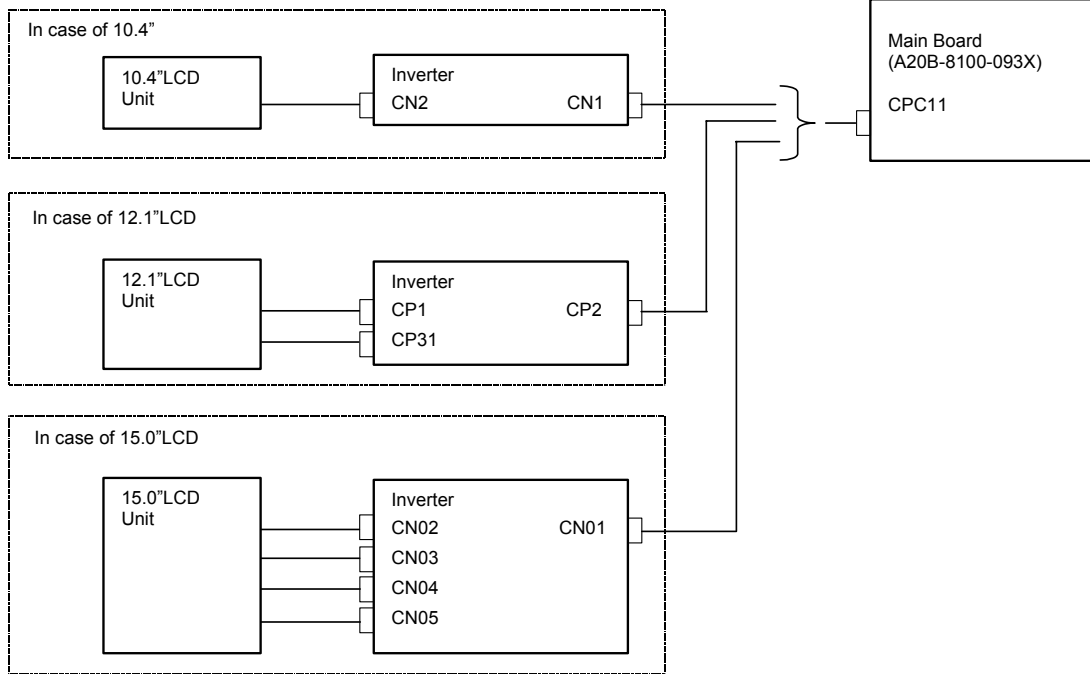 In case of 10.4”
10.4”LCD
Unit
Inverter
CN2
CN1
Main Board
(A20B-8100-093X)
CPC11
In case of 12.1”LCD
12.1”LCD
Unit
Inverter
CP1
CP2
CP31
In case of 15.0”LCD
15.0”LCD
Unit
Inverter
CN02
CN01
CN03
CN04
CN05